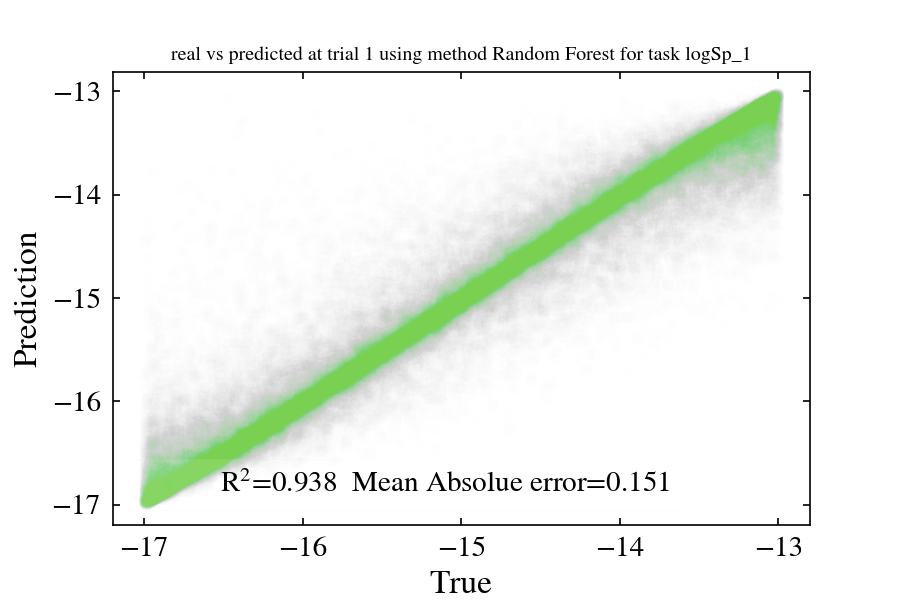 real vs predicted at trial 1 using method Random Forest for task logSp_1
−13
−14
−15
−16
−17
Prediction
R²=0.938 Mean Absolue error=0.151
−17 −16 −15 −14 −13
True